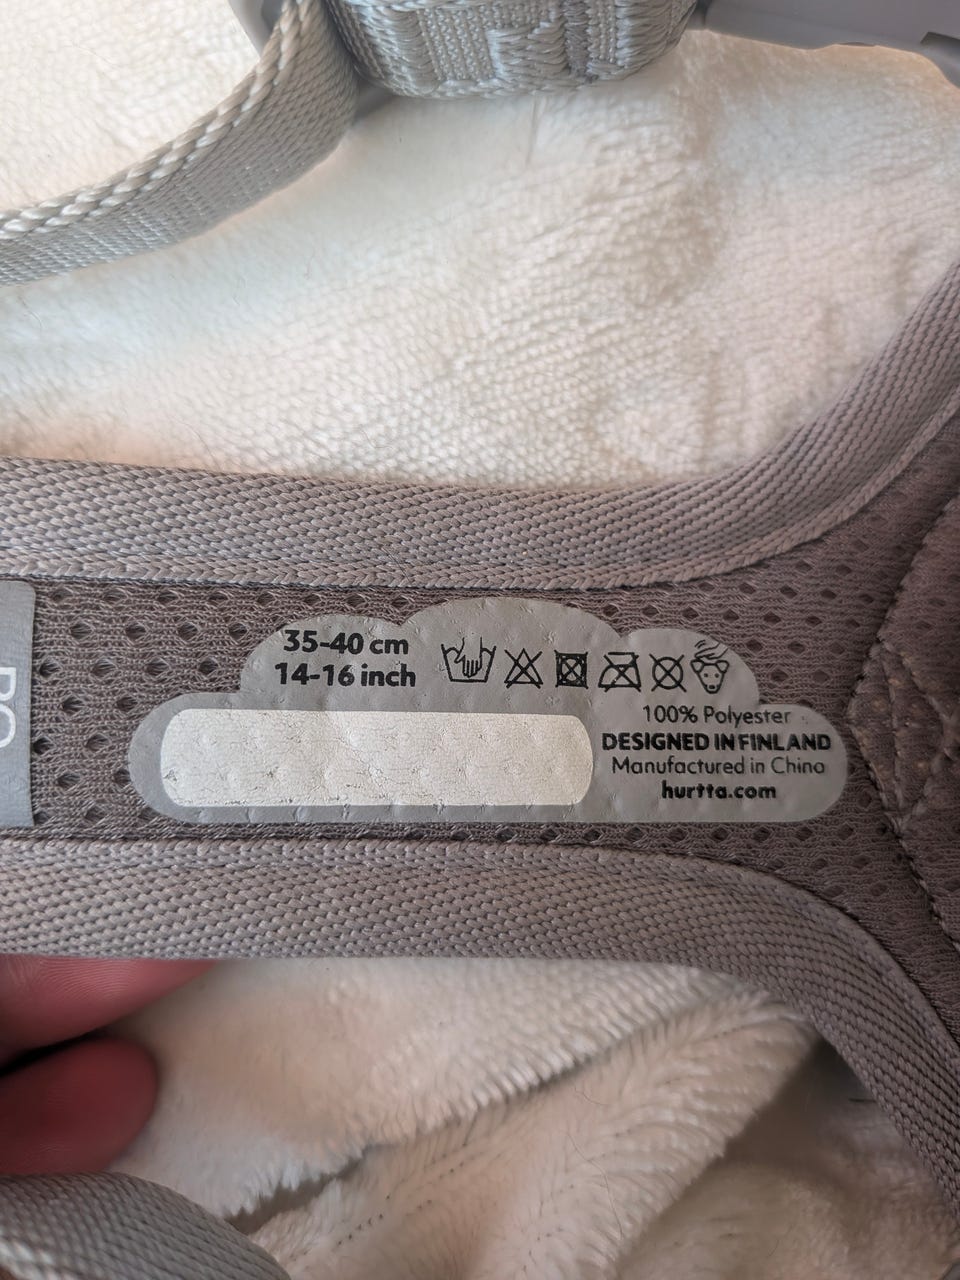 35-40 cm
14-16 inch
100% Polyester
DESIGNED IN FINLAND
Manufactured in China
hurtta.com